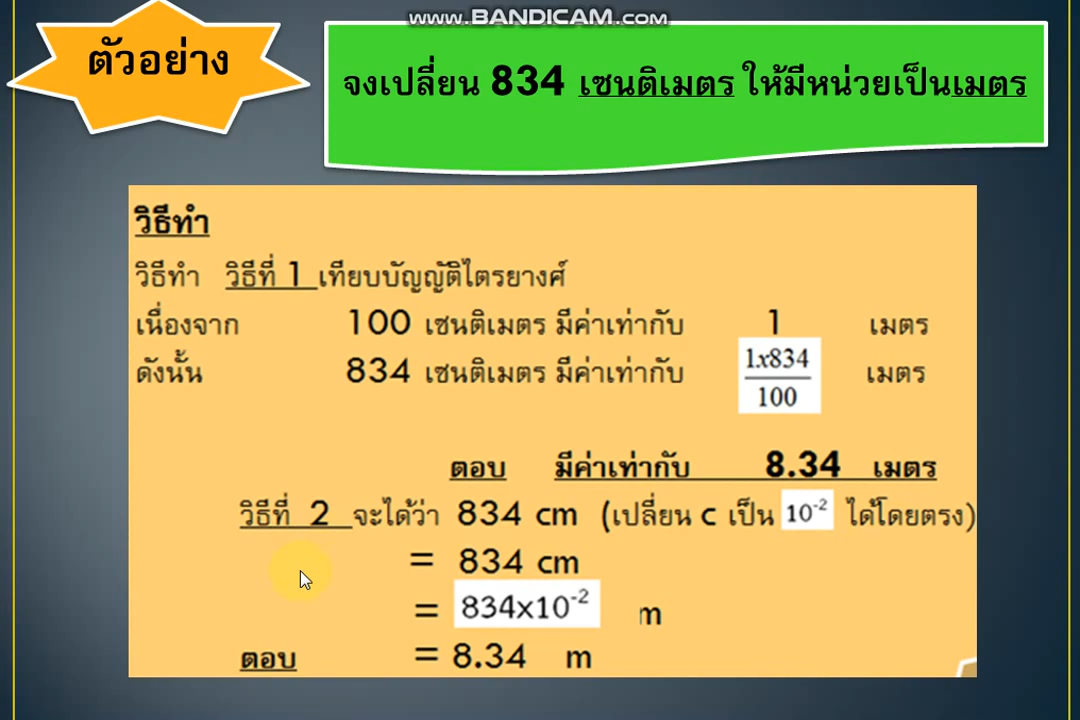 www.BANDICAM.com
ตัวอย่าง
จงเปลี่ยน 834 เซนติเมตร ให้มีหน่วยเป็นเมตร
วิธีทำ
วิธีทำ วิธีที่ 1 เทียบบัญญัติไตรยางศ์
เนื่องจาก 100 เซนติเมตร มีค่าเท่ากับ 1 เมตร
ดังนั้น 834 เซนติเมตร มีค่าเท่ากับ 1x834/100 เมตร
ตอบ มีค่าเท่ากับ 8.34 เมตร
วิธีที่ 2 จะได้ว่า 834 cm (เปลี่ยน c เป็น 10⁻² ได้โดยตรง)
= 834 cm
= 834x10⁻² m
ตอบ = 8.34 m